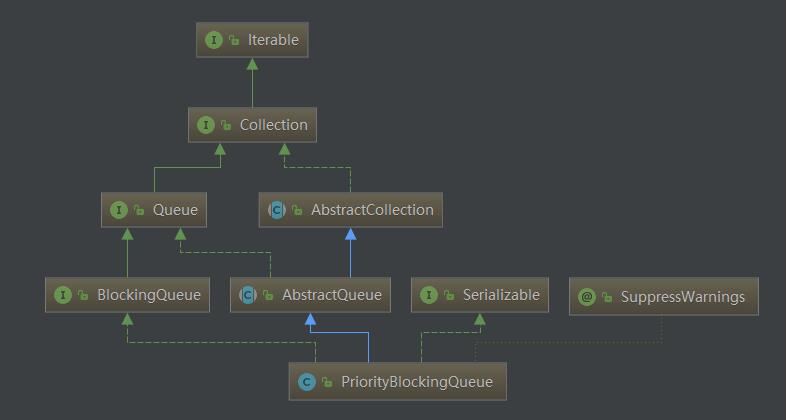 I Iterable
I Collection
I Queue
C AbstractCollection
I BlockingQueue
C AbstractQueue
I Serializable
@ SuppressWarnings
C PriorityBlockingQueue